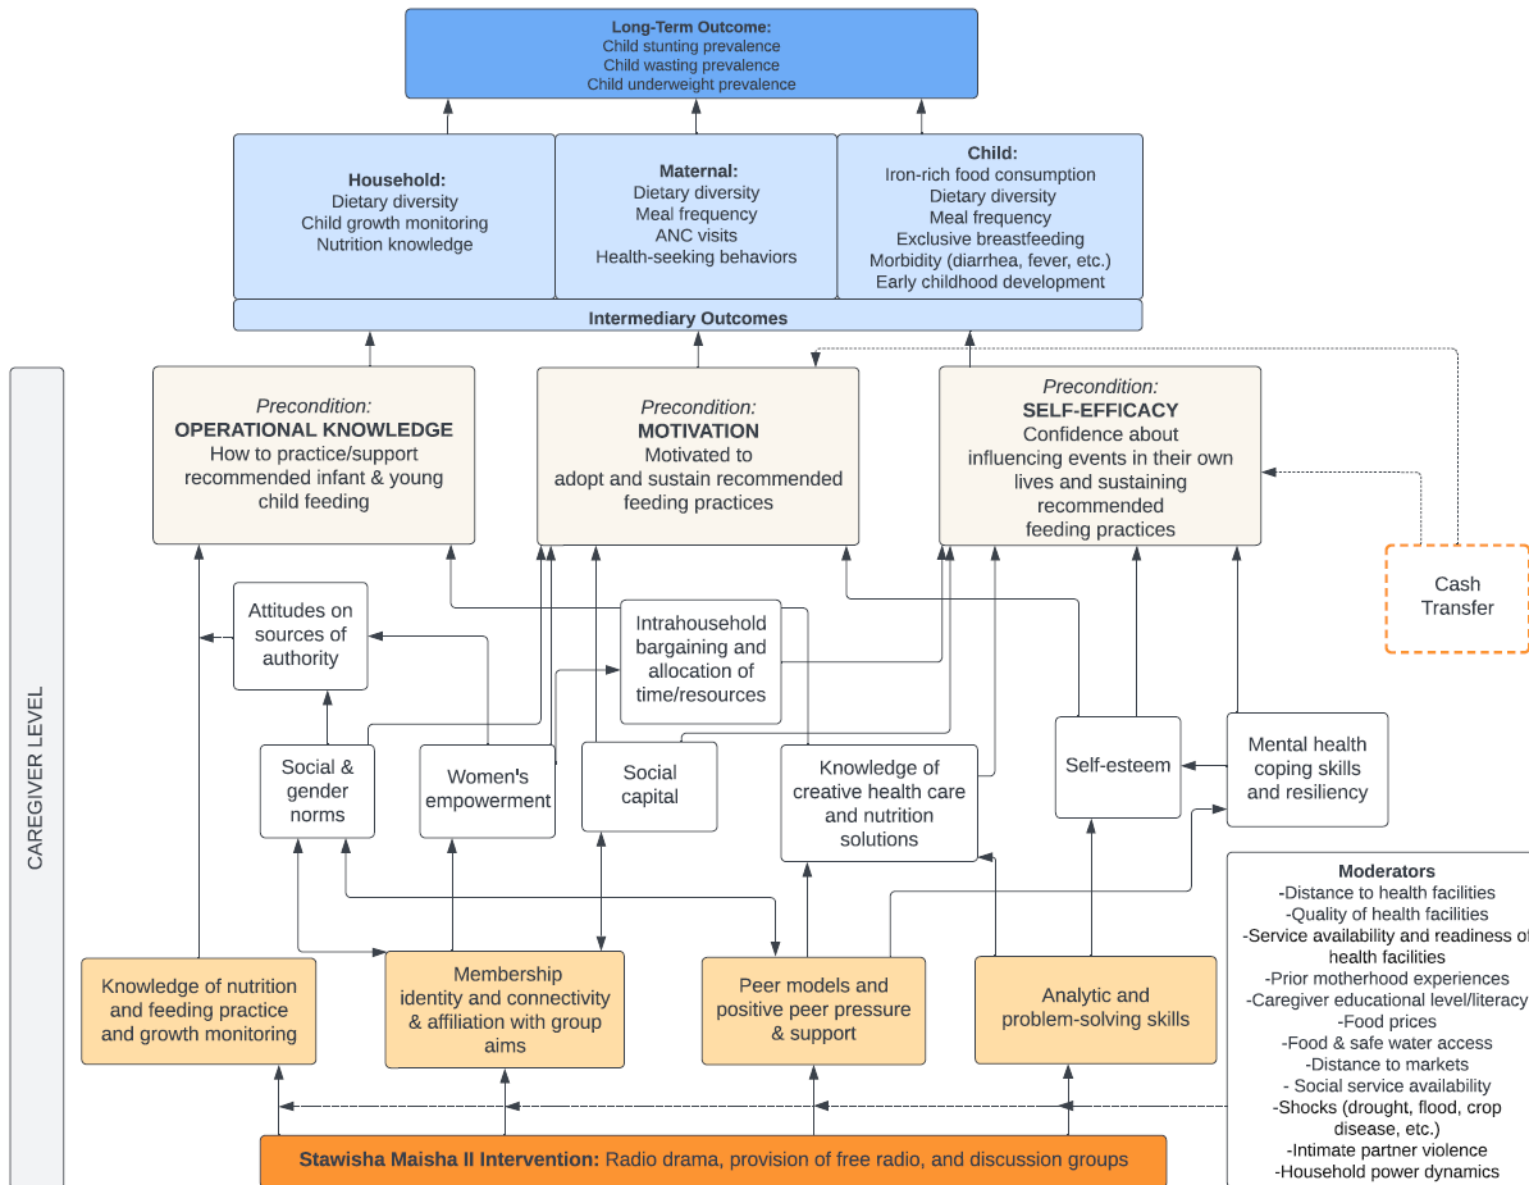 Long-Term Outcome:
Child stunting prevalence
Child wasting prevalence
Child underweight prevalence
Household:
Dietary diversity
Child growth monitoring
Nutrition knowledge
Maternal:
Dietary diversity
Meal frequency
ANC visits
Health-seeking behaviors
Child:
Iron-rich food consumption
Dietary diversity
Meal frequency
Exclusive breastfeeding
Morbidity (diarrhea, fever, etc.)
Early childhood development
Intermediary Outcomes
CAREGIVER LEVEL
Precondition:
OPERATIONAL KNOWLEDGE
How to practice/support
recommended infant & young
child feeding
Precondition:
MOTIVATION
Motivated to
adopt and sustain recommended
feeding practices
Precondition:
SELF-EFFICACY
Confidence about
influencing events in their own
lives and sustaining
recommended
feeding practices
Cash
Transfer
Attitudes on
sources of
authority
Intrahousehold
bargaining and
allocation of
time/resources
Social &
gender
norms
Women's
empowerment
Social
capital
Knowledge of
creative health care
and nutrition
solutions
Self-esteem
Mental health
coping skills
and resiliency
Knowledge of nutrition
and feeding practice
and growth monitoring
Membership
identity and connectivity
& affiliation with group
aims
Peer models and
positive peer pressure
& support
Analytic and
problem-solving skills
Moderators
-Distance to health facilities
-Quality of health facilities
-Service availability and readiness of
health facilities
-Prior motherhood experiences
-Caregiver educational level/literacy
-Food prices
-Food & safe water access
-Distance to markets
- Social service availability
-Shocks (drought, flood, crop
disease, etc.)
-Intimate partner violence
-Household power dynamics
Stawisha Maisha II Intervention: Radio drama, provision of free radio, and discussion groups